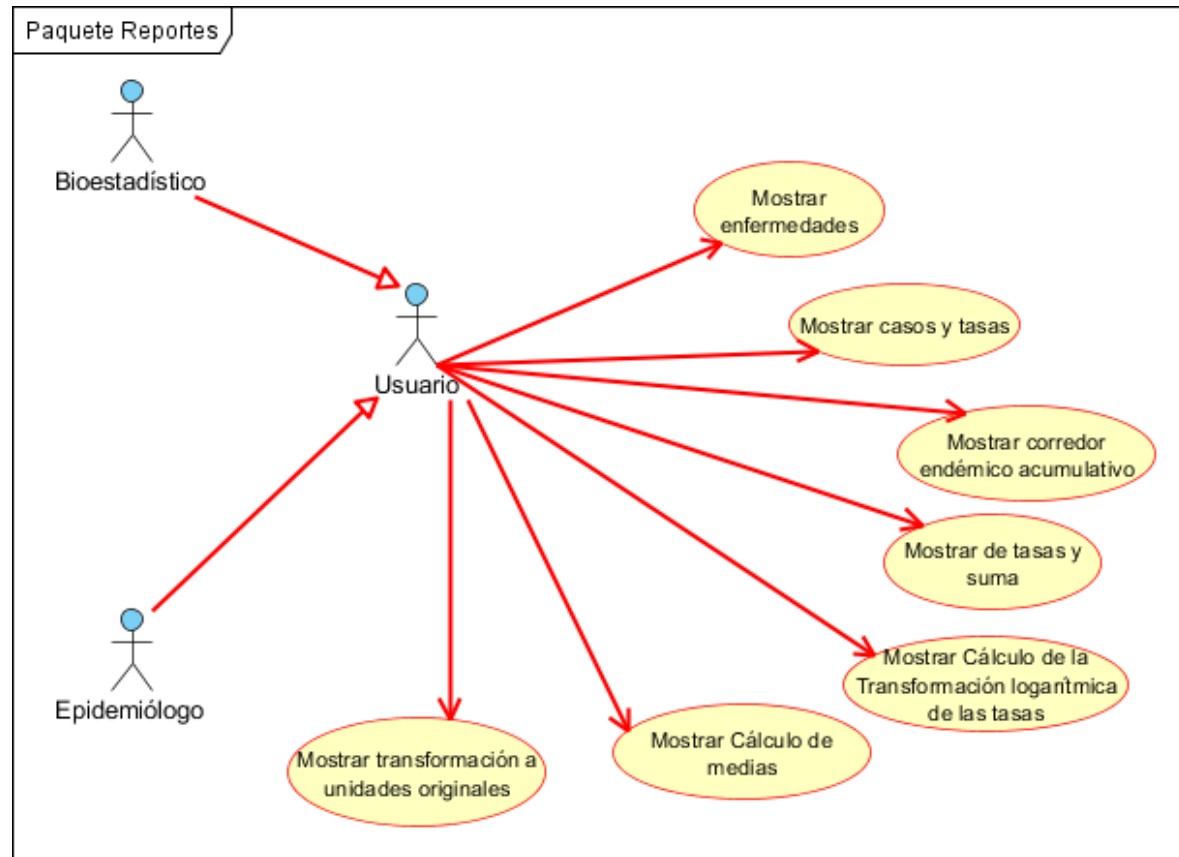 Paquete Reportes
Bioestadístico
Mostrar
enfermedades
Mostrar casos y tasas
Usuario
Mostrar corredor
endémico acumulativo
Mostrar de tasas y
suma
Mostrar Cálculo de la
Transformación logarítmica
de las tasas
Epidemiólogo
Mostrar Cálculo de
medias
Mostrar transformación a
unidades originales